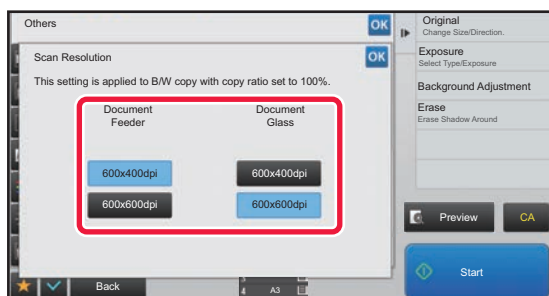 Others
OK
Scan Resolution
OK
This setting is applied to B/W copy with copy ratio set to 100%.
Document
Feeder
Document
Glass
600x400dpi
600x400dpi
600x600dpi
600x600dpi
Back
3
4
A3
Original
Change Size/Direction.
Exposure
Select Type/Exposure
Background Adjustment
Erase
Erase Shadow Around
Preview
CA
Start